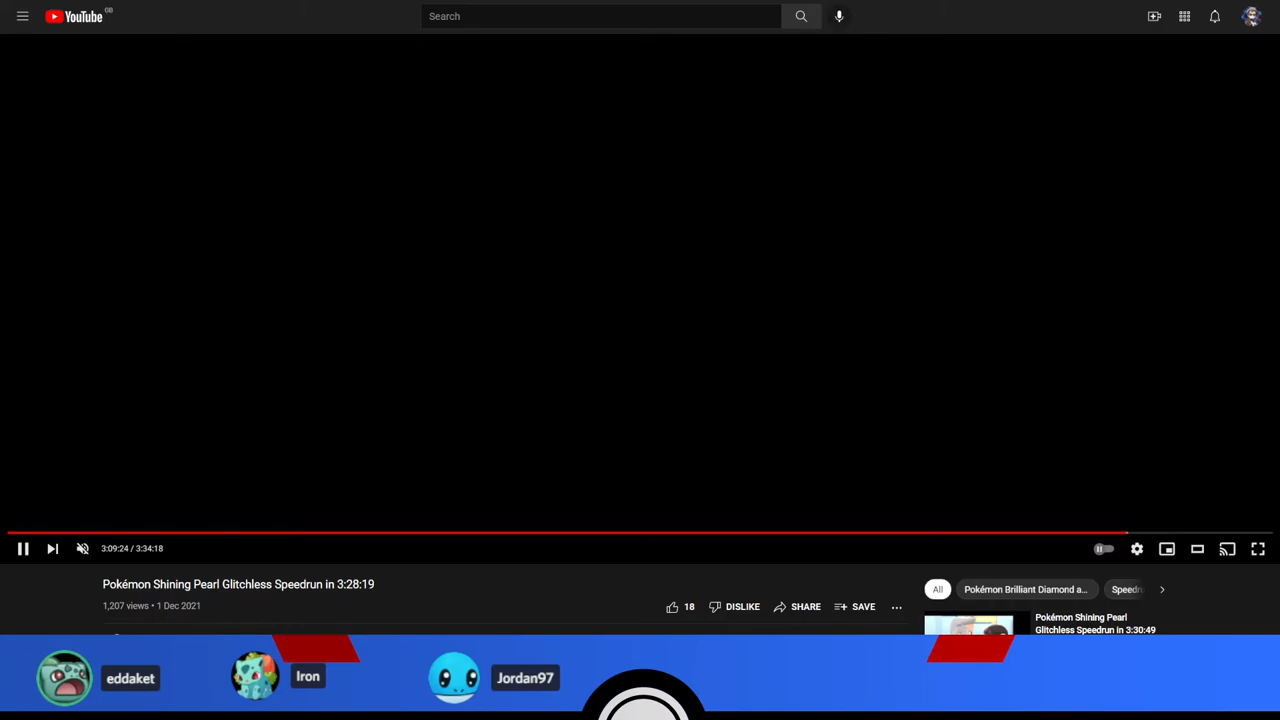 YouTube GB
Search
3:09:24 / 3:34:18
Pokémon Shining Pearl Glitchless Speedrun in 3:28:19
1,207 views • 1 Dec 2021
18 DISLIKE SHARE SAVE
All Pokémon Brilliant Diamond a... Speedru
Pokémon Shining Pearl
Glitchless Speedrun in 3:30:49
eddaket Iron Jordan97